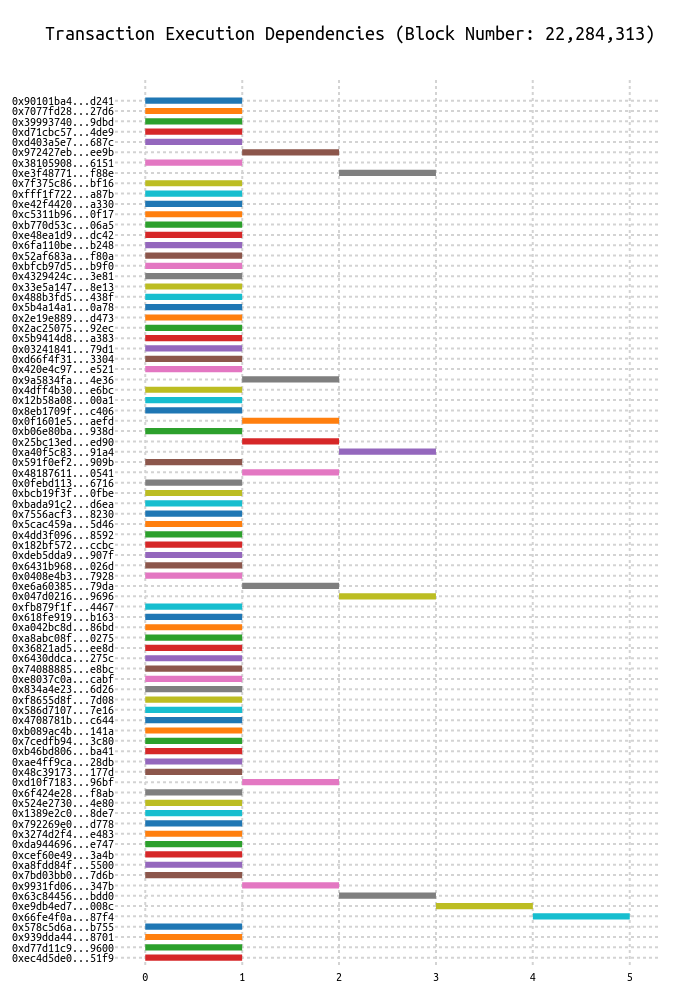 Transaction Execution Dependencies (Block Number: 22,284,313)
0x90101ba4...d241
0x7077fd28...27d6
0x39993740...9dbd
0xd71cbc57...4de9
0xd403a5e7...687c
0x972427eb...ee9b
0x38105908...6151
0xe3f48771...f88e
0x7f375c86...bf16
0xfff1f722...a87b
0xe42f4420...a330
0xc5311b96...0f17
0xb770d53c...06a5
0xe48ea1d9...dc42
0x6fa110be...b248
0x52af683a...f80a
0xbfcb97d5...b9f0
0x4329424c...3e81
0x33e5a147...8e13
0x488b3fd5...438f
0x5b4a14a1...0a78
0x2e19e889...d473
0x2ac25075...92ec
0x5b9414d8...a383
0x03241841...79d1
0xd66f4f31...3304
0x420e4c97...e521
0x9a5834fa...4e36
0x4dff4b30...e6bc
0x12b58a08...00a1
0x8eb1709f...c406
0x0f1601e5...aefd
0xb06e80ba...938d
0x25bc13ed...ed90
0xa40f5c83...91a4
0x591f0ef2...909b
0x48187611...0541
0x0febd113...6716
0xbcb19f3f...0fbe
0xbada91c2...d6ea
0x7556acf3...8230
0x5cac459a...5d46
0x4dd3f096...8592
0x182bf572...ccbc
0xdeb5dda9...907f
0x6431b968...026d
0x0408e4b3...7928
0xe6a60385...79da
0x047d0216...9696
0xfb879f1f...4467
0x618fe919...b163
0xa042bc8d...86bd
0xa8abc08f...0275
0x36821ad5...ee8d
0x6430ddca...275c
0x74088885...e8bc
0xe8037c0a...cabf
0x834a4e23...6d26
0xf8655d8f...7d08
0x586d7107...7e16
0x4708781b...c644
0xb089ac4b...141a
0x7cedfb94...3c80
0xb46bd806...ba41
0xae4ff9ca...28db
0x48c39173...177d
0xd10f7183...96bf
0x6f424e28...f8ab
0x524e2730...4e80
0x1389e2c0...8de7
0x792269e0...d778
0x3274d2f4...e483
0xda944696...e747
0xcef60e49...3a4b
0xa8fdd84f...5500
0x7bd03bb0...7d6b
0x9931fd06...347b
0x63c84456...bdd0
0xe9db4ed7...008c
0x66fe4f0a...87f4
0x578c5d6a...b755
0x939dda44...8701
0xd77d11c9...9600
0xec4d5de0...51f9
0 1 2 3 4 5